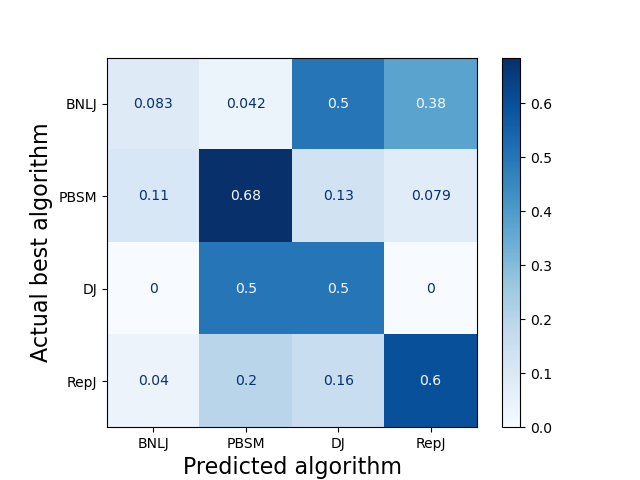 BNLJ 0.083 0.042 0.5 0.38
PBSM 0.11 0.68 0.13 0.079
DJ 0 0.5 0.5 0
RepJ 0.04 0.2 0.16 0.6
BNLJ PBSM DJ RepJ
Predicted algorithm
Actual best algorithm
0.6
0.5
0.4
0.3
0.2
0.1
0.0